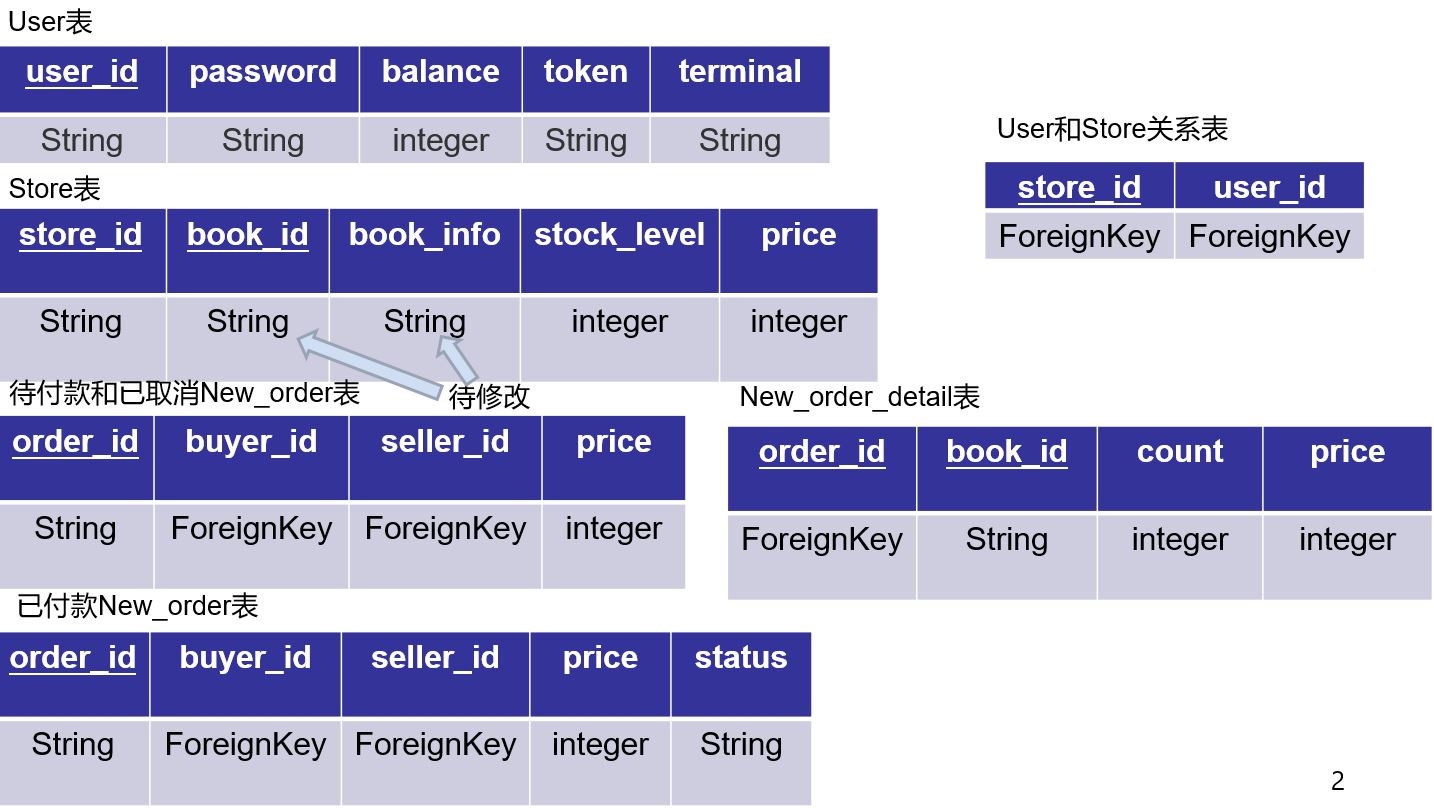 User表
user_id password balance token terminal
String String integer String String
User和Store关系表
store_id user_id
ForeignKey ForeignKey
Store表
store_id book_id book_info stock_level price
String String String integer integer
待修改
待付款和已取消New_order表
order_id buyer_id seller_id price
String ForeignKey ForeignKey integer
New_order_detail表
order_id book_id count price
ForeignKey String integer integer
已付款New_order表
order_id buyer_id seller_id price status
String ForeignKey ForeignKey integer String
2